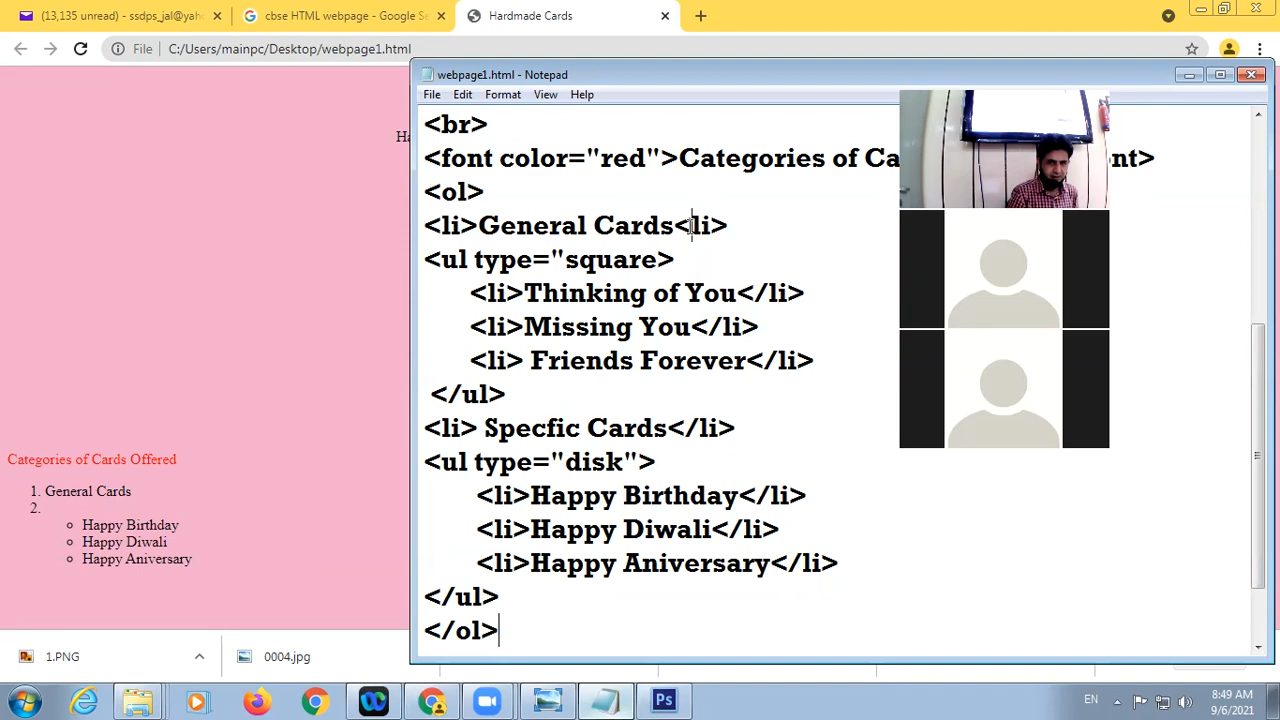 (13,135 unread) - ssdps_jal@yah
cbse HTML webpage - Google Se
Hardmade Cards
File
C:/Users/mainpc/Desktop/webpage1.html
webpage1.html - Notepad
File Edit Format View Help
<br>
<font color="red">Categories of Ca
nt>
<ol>
<li>General Cards<li>
<ul type="square>
<li>Thinking of You</li>
<li>Missing You</li>
<li> Friends Forever</li>
</ul>
<li> Specfic Cards</li>
<ul type="disk">
<li>Happy Birthday</li>
<li>Happy Diwali</li>
<li>Happy Aniversary</li>
</ul>
</ol>
Ha
Categories of Cards Offered
1. General Cards
2.
Happy Birthday
Happy Diwali
Happy Aniversary
1.PNG
0004.jpg
Ps
EN
8:49 AM
9/6/2021